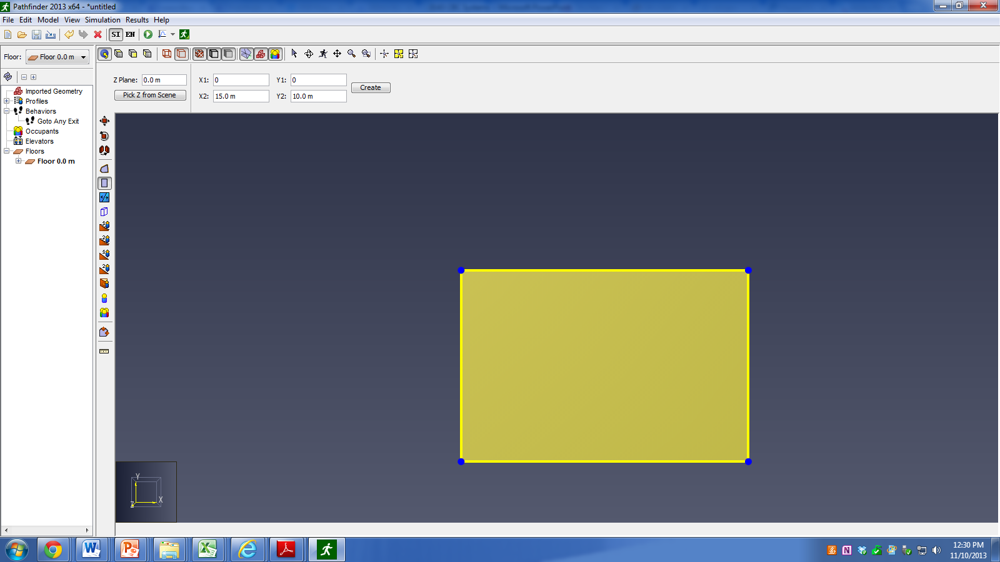 Pathfinder 2013 x64 - *untitled
File Edit Model View Simulation Results Help
SI EN
Floor: Floor 0.0 m
Z Plane: 0.0 m X1: 0 Y1: 0
Pick Z from Scene X2: 15.0 m Y2: 10.0 m Create
Imported Geometry
Profiles
Behaviors
Goto Any Exit
Occupants
Elevators
Floors
Floor 0.0 m
Y
Z X
12:30 PM
11/10/2013